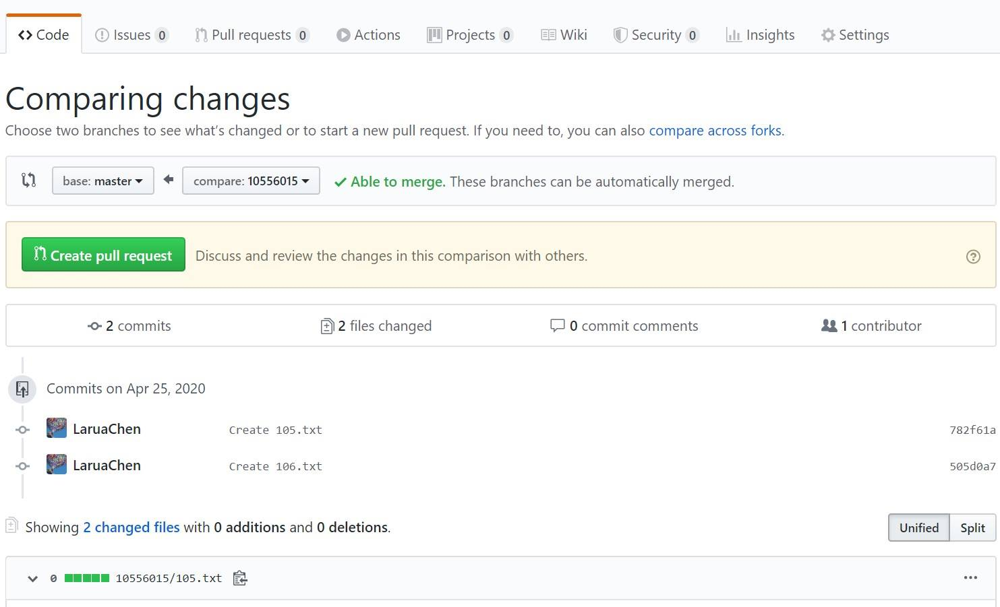 Code Issues 0 Pull requests 0 Actions Projects 0 Wiki Security 0 Insights Settings
Comparing changes
Choose two branches to see what’s changed or to start a new pull request. If you need to, you can also compare across forks.
base: master compare: 10556015 Able to merge. These branches can be automatically merged.
Create pull request Discuss and review the changes in this comparison with others.
2 commits 2 files changed 0 commit comments 1 contributor
Commits on Apr 25, 2020
LaruaChen Create 105.txt 782f61a
LaruaChen Create 106.txt 505d0a7
Showing 2 changed files with 0 additions and 0 deletions. Unified Split
0 10556015/105.txt